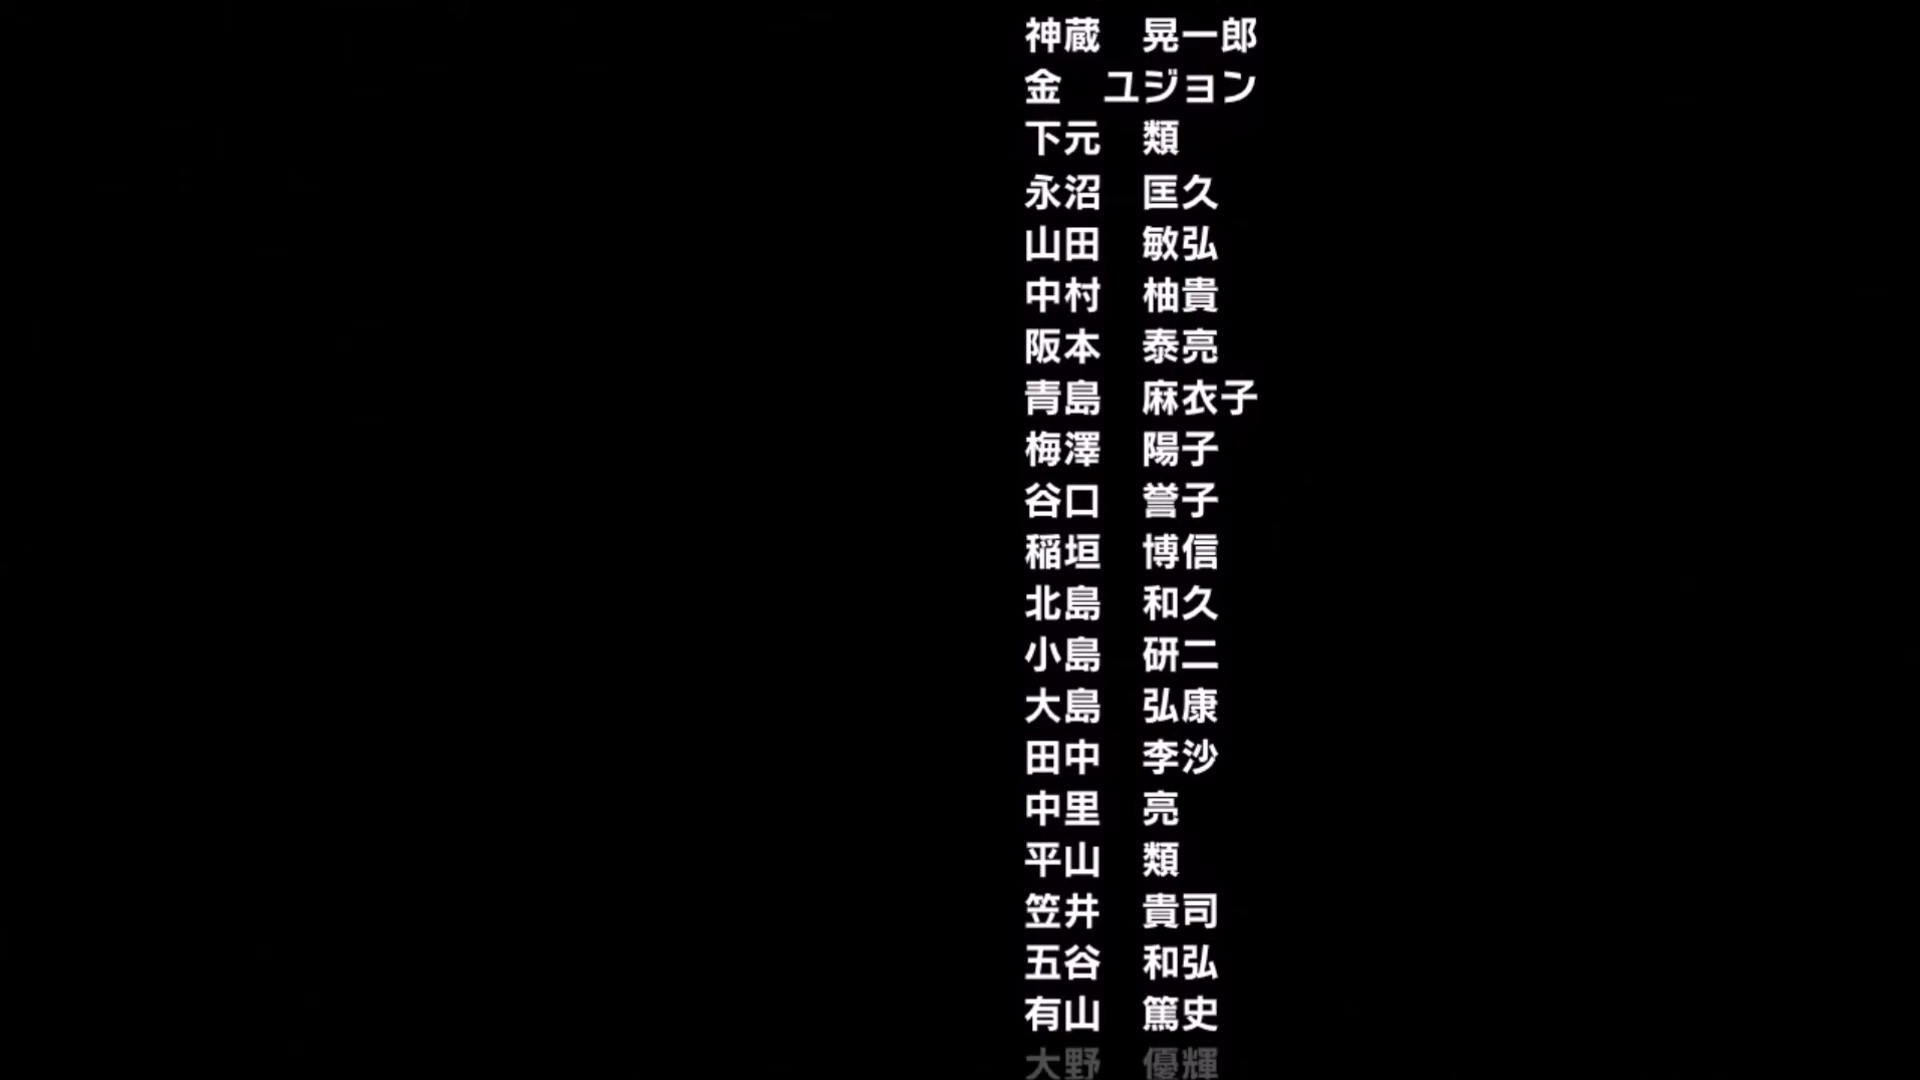 神蔵　晃一郎
金　ユジョン
下元　類
永沼　匡久
山田　敏弘
中村　柚貴
阪本　泰亮
青島　麻衣子
梅澤　陽子
谷口　誉子
稲垣　博信
北島　和久
小島　研二
大島　弘康
田中　李沙
中里　亮
平山　類
笠井　貴司
五谷　和弘
有山　篤史
大野　優輝